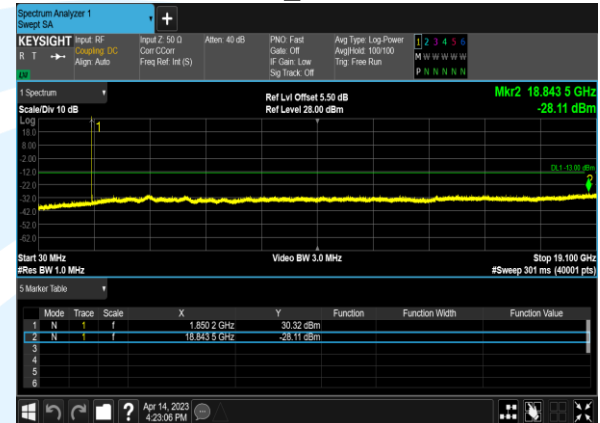 Spectrum Analyzer 1
Swept SA
KEYSIGHT Input: RF Input Z: 50 Ω Atten: 40 dB PNO: Fast Avg Type: Log-Power 1 2 3 4 5 6
R T Coupling: DC Corr CCorr Gate: Off Avg|Hold: 100/100 M W W W W W
Align: Auto Freq Ref: Int (S) IF Gain: Low Trig: Free Run
LV Sig Track: Off P N N N N N
1 Spectrum Ref Lvl Offset 5.50 dB Mkr2 18.843 5 GHz
Scale/Div 10 dB Ref Level 28.00 dBm -28.11 dBm
Log
18.0 1
8.00
-2.00
-12.0 DL1 -13.00 dBm
-22.0 2
-32.0
-42.0
-52.0
-62.0
Start 30 MHz Video BW 3.0 MHz Stop 19.100 GHz
#Res BW 1.0 MHz #Sweep 301 ms (40001 pts)
5 Marker Table
Mode Trace Scale X Y Function Function Width Function Value
1 N 1 f 1.850 2 GHz 30.32 dBm
2 N 1 f 18.843 5 GHz -28.11 dBm
3
4
5
6
? Apr 14, 2023
4:23:06 PM